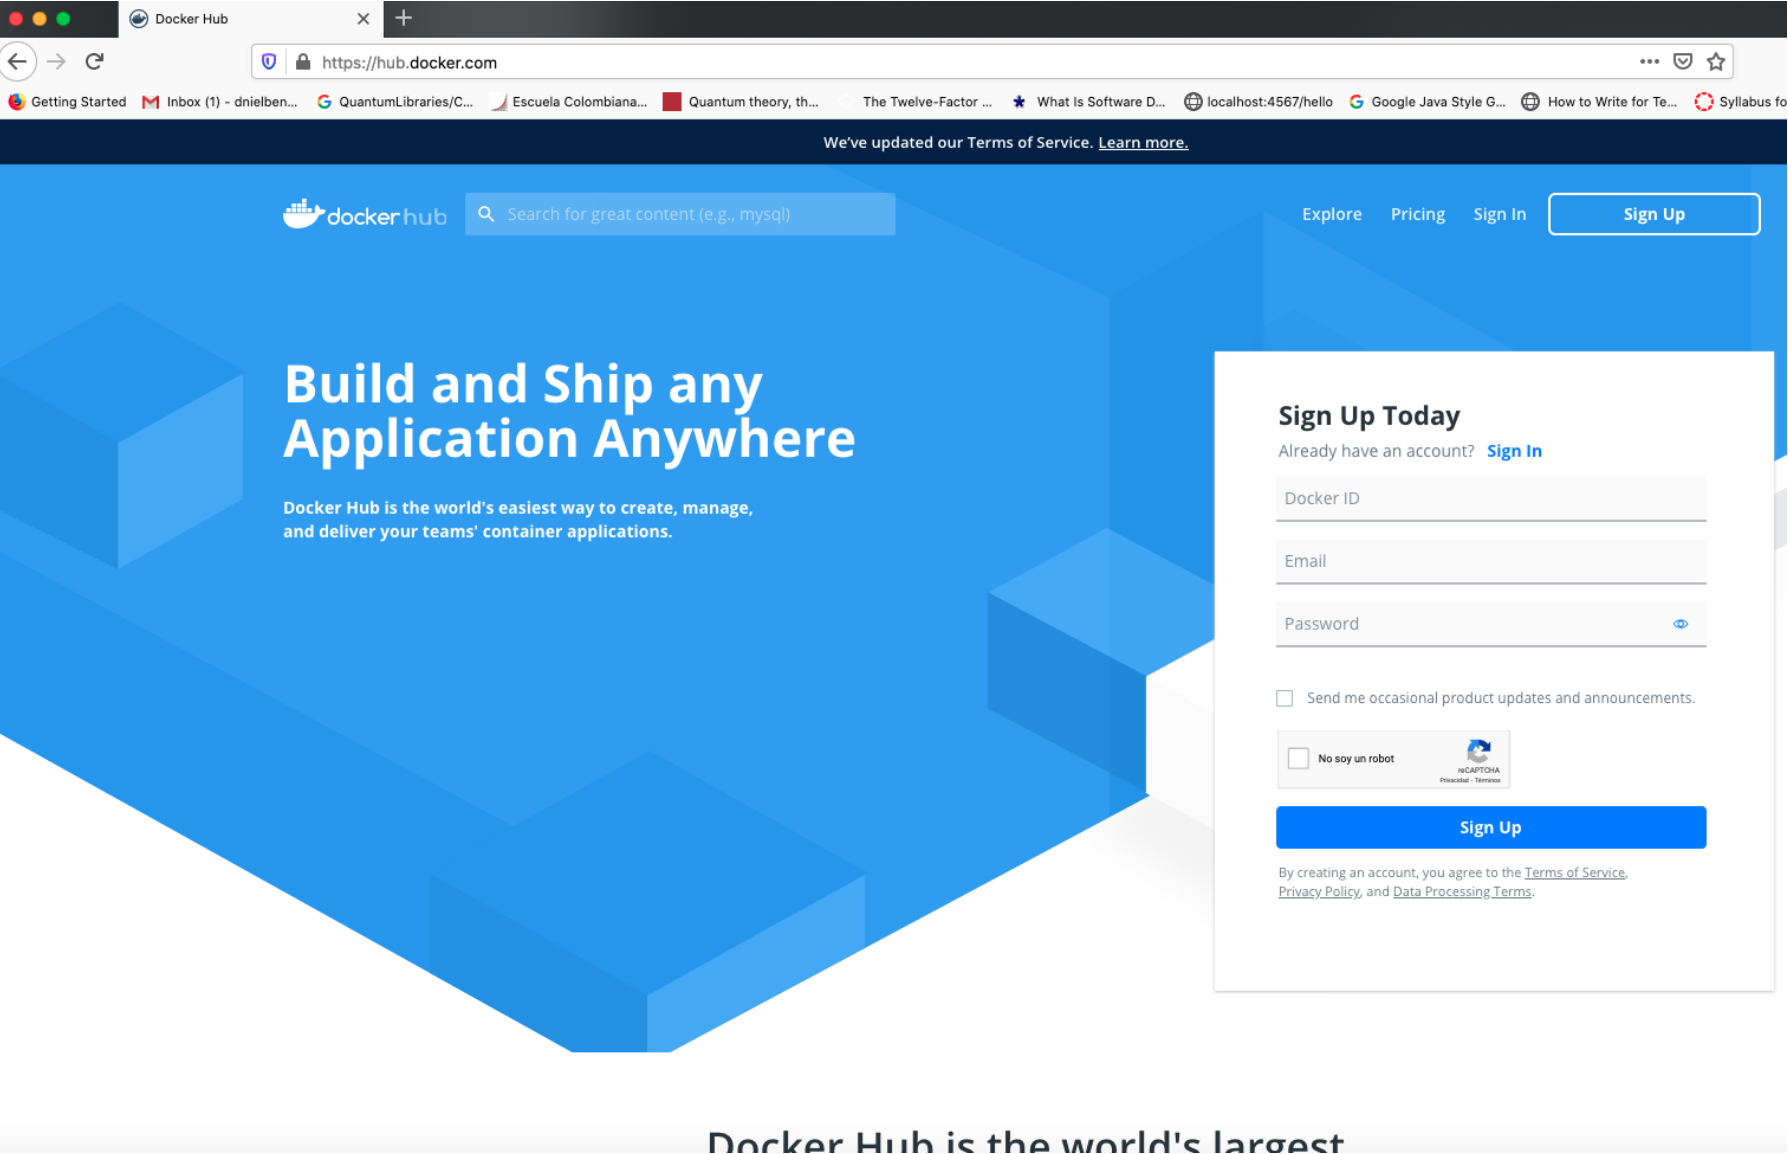 Docker Hub
https://hub.docker.com
Getting Started
Inbox (1) - dnielben...
QuantumLibraries/C...
Escuela Colombiana...
Quantum theory, th...
The Twelve-Factor ...
What Is Software D...
localhost:4567/hello
Google Java Style G...
How to Write for Te...
Syllabus fo
We've updated our Terms of Service. Learn more.
docker hub
Search for great content (e.g., mysql)
Explore
Pricing
Sign In
Sign Up
Build and Ship any
Application Anywhere
Docker Hub is the world's easiest way to create, manage,
and deliver your teams' container applications.
Sign Up Today
Already have an account? Sign In
Docker ID
Email
Password
Send me occasional product updates and announcements.
No soy un robot
reCAPTCHA
Privacidad - Términos
Sign Up
By creating an account, you agree to the Terms of Service,
Privacy Policy, and Data Processing Terms.
Docker Hub is the world's largest